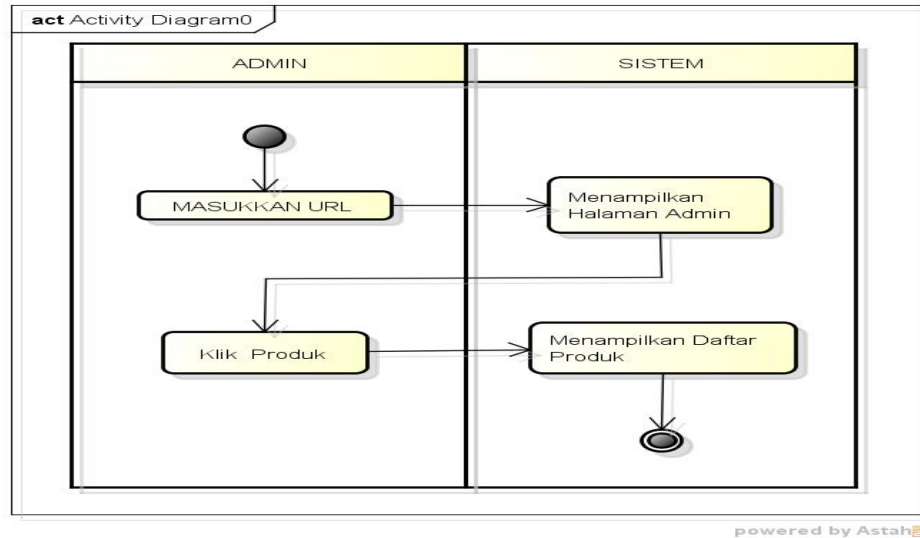 act Activity Diagram0
ADMIN
SISTEM
MASUKKAN URL
Menampilkan
Halaman Admin
Klik Produk
Menampilkan Daftar
Produk
powered by Astah